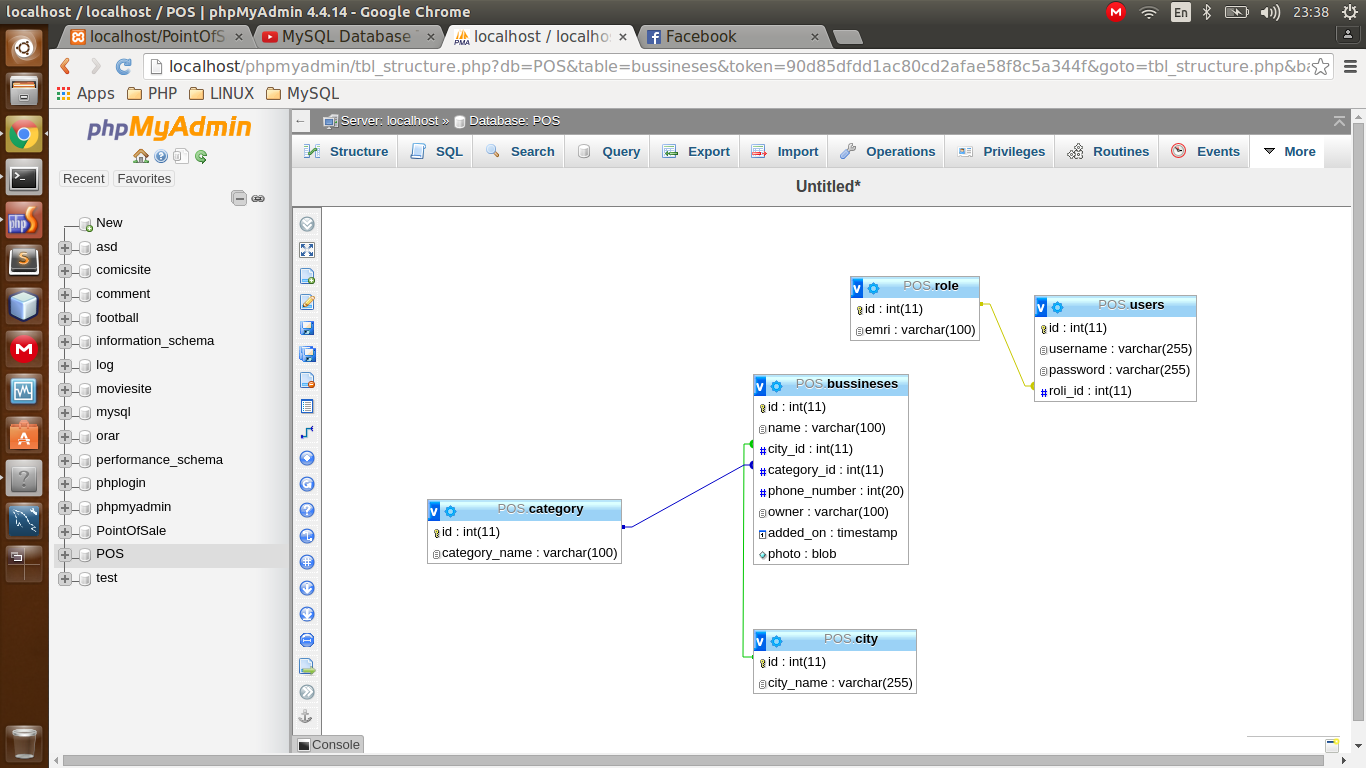 localhost / localhost / POS | phpMyAdmin 4.4.14 - Google Chrome
En
23:38
localhost/PointOfS
MySQL Database
localhost / localho
Facebook
localhost/phpmyadmin/tbl_structure.php?db=POS&table=bussineses&token=90d85dfdd1ac80cd2afae58f8c5a344f&goto=tbl_structure.php&ba
Apps
PHP
LINUX
MySQL
phpMyAdmin
Recent
Favorites
New
asd
comicsite
comment
football
information_schema
log
moviesite
mysql
orar
performance_schema
phplogin
phpmyadmin
PointOfSale
POS
test
Server: localhost »
Database: POS
Structure
SQL
Search
Query
Export
Import
Operations
Privileges
Routines
Events
More
Untitled*
POS.role
id : int(11)
emri : varchar(100)
POS.users
id : int(11)
username : varchar(255)
password : varchar(255)
roli_id : int(11)
POS.bussineses
id : int(11)
name : varchar(100)
city_id : int(11)
category_id : int(11)
phone_number : int(20)
owner : varchar(100)
added_on : timestamp
photo : blob
POS.category
id : int(11)
category_name : varchar(100)
POS.city
id : int(11)
city_name : varchar(255)
Console